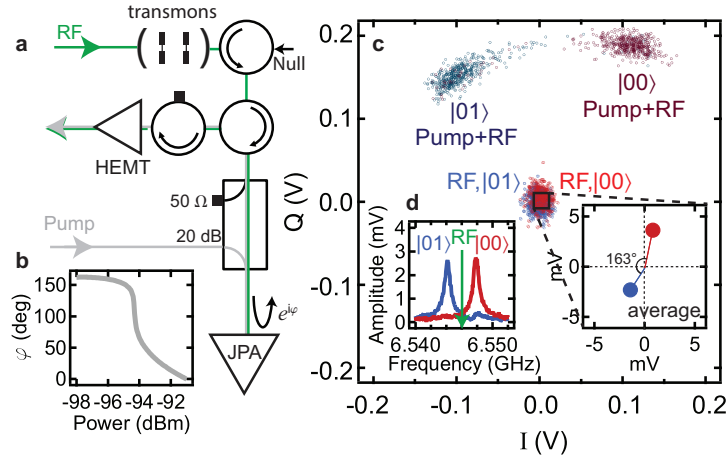 a
transmons
RF
Null
HEMT
50 Ω
Pump
20 dB
e^{iφ}
JPA
b
φ (deg)
150
100
50
0
-98
-96
-94
-92
Power (dBm)
c
0.2
0.1
0.0
-0.1
-0.2
Q (V)
-0.2
-0.1
0.0
0.1
0.2
I (V)
|01⟩
Pump+RF
|00⟩
Pump+RF
RF,|01⟩
RF,|00⟩
d
Amplitude (mV)
4
3
2
1
0
|01⟩
RF
|00⟩
6.540
6.550
Frequency (GHz)
5
0
-5
mV
163°
average
-5
0
5
mV